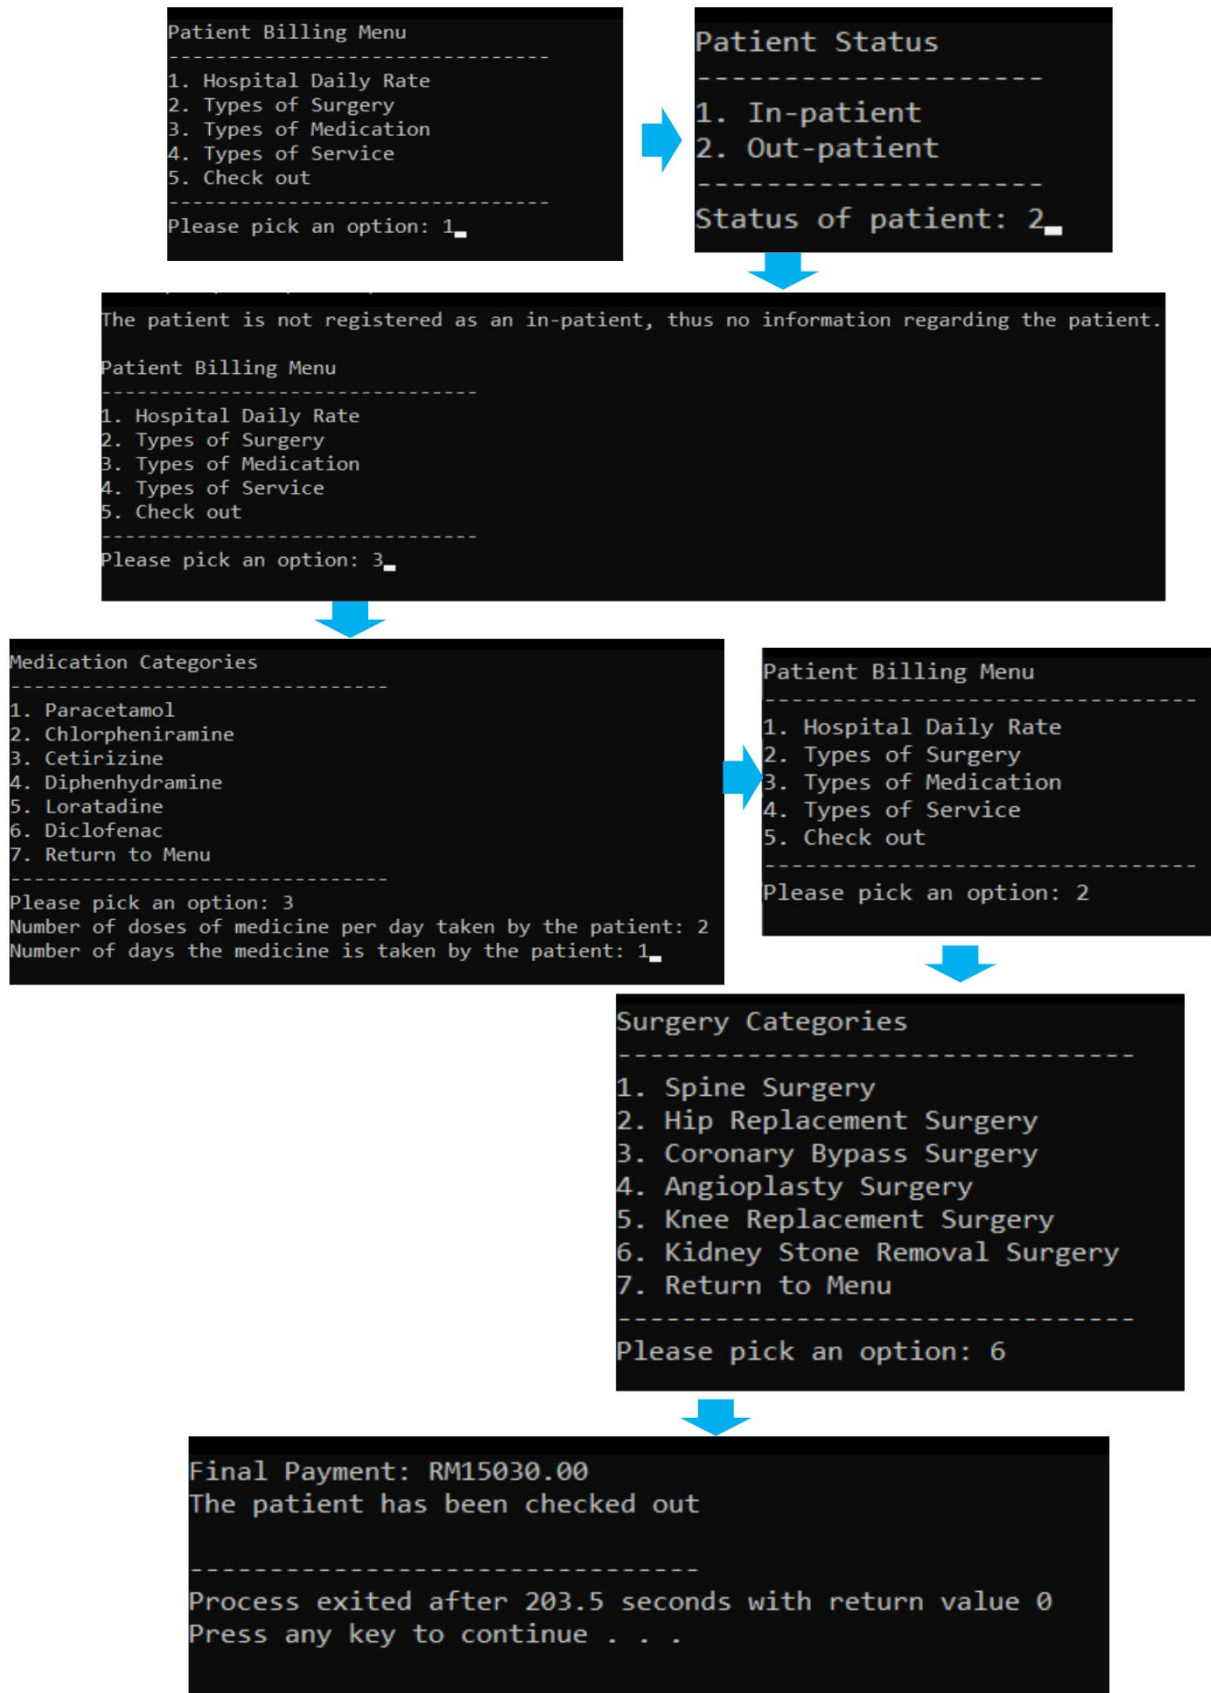 Patient Billing Menu
--------------------------------
1. Hospital Daily Rate
2. Types of Surgery
3. Types of Medication
4. Types of Service
5. Check out
--------------------------------
Please pick an option: 1
Patient Status
---------------------
1. In-patient
2. Out-patient
---------------------
Status of patient: 2
The patient is not registered as an in-patient, thus no information regarding the patient.
Patient Billing Menu
--------------------------------
1. Hospital Daily Rate
2. Types of Surgery
3. Types of Medication
4. Types of Service
5. Check out
--------------------------------
Please pick an option: 3
Medication Categories
--------------------------------
1. Paracetamol
2. Chlorpheniramine
3. Cetirizine
4. Diphenhydramine
5. Loratadine
6. Diclofenac
7. Return to Menu
--------------------------------
Please pick an option: 3
Number of doses of medicine per day taken by the patient: 2
Number of days the medicine is taken by the patient: 1
Patient Billing Menu
--------------------------------
1. Hospital Daily Rate
2. Types of Surgery
3. Types of Medication
4. Types of Service
5. Check out
--------------------------------
Please pick an option: 2
Surgery Categories
--------------------------------
1. Spine Surgery
2. Hip Replacement Surgery
3. Coronary Bypass Surgery
4. Angioplasty Surgery
5. Knee Replacement Surgery
6. Kidney Stone Removal Surgery
7. Return to Menu
--------------------------------
Please pick an option: 6
Final Payment: RM15030.00
The patient has been checked out
--------------------------------
Process exited after 203.5 seconds with return value 0
Press any key to continue . . .